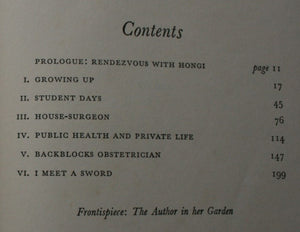 Contents
PROLOGUE: RENDEZVOUS WITH HONGI page 11
I. GROWING UP 17
II. STUDENT DAYS 45
III. HOUSE-SURGEON 76
IV. PUBLIC HEALTH AND PRIVATE LIFE 114
V. BACKBLOCKS OBSTETRICIAN 147
VI. I MEET A SWORD 199
Frontispiece: The Author in her Garden